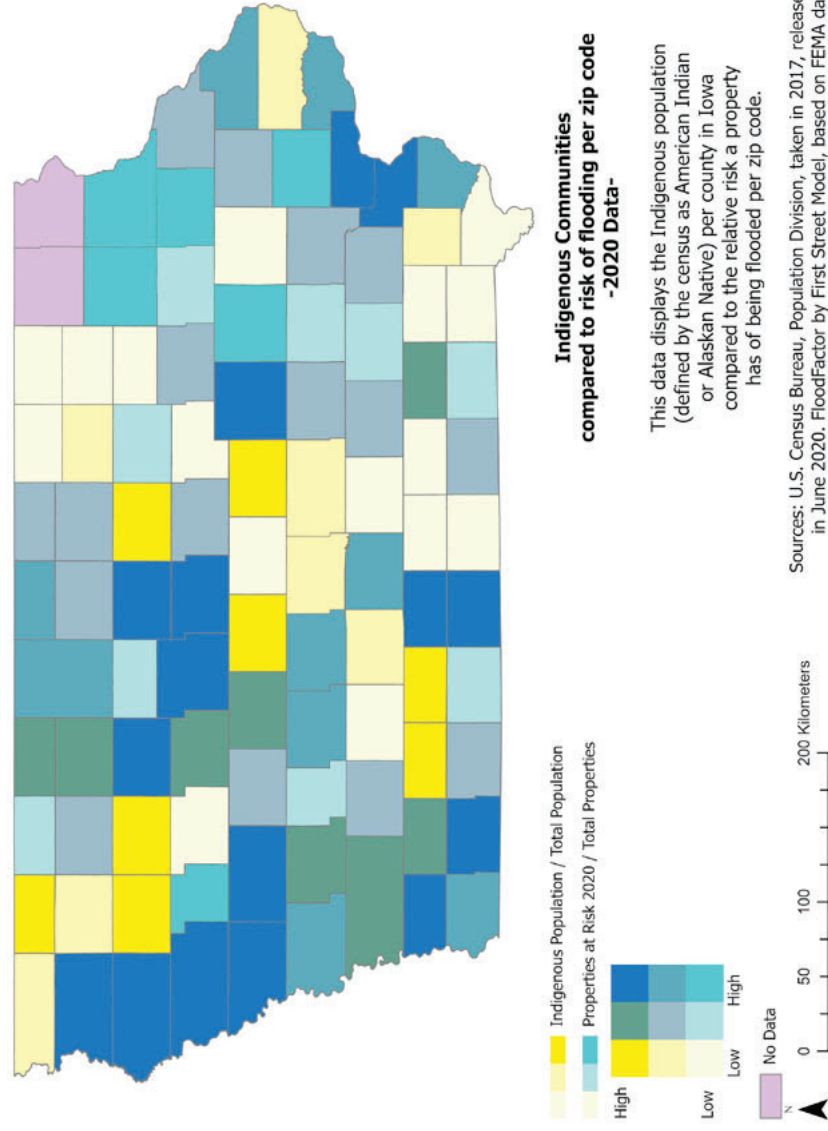 Indigenous Communities
compared to risk of flooding per zip code
-2020 Data-
This data displays the Indigenous population
(defined by the census as American Indian
or Alaskan Native) per county in Iowa
compared to the relative risk a property
has of being flooded per zip code.
Sources: U.S. Census Bureau, Population Division, taken in 2017, release
in June 2020. FloodFactor by First Street Model, based on FEMA da
Indigenous Population / Total Population
Properties at Risk 2020 / Total Properties
High
Low
Low
High
No Data
N
0
50
100
200 Kilometers